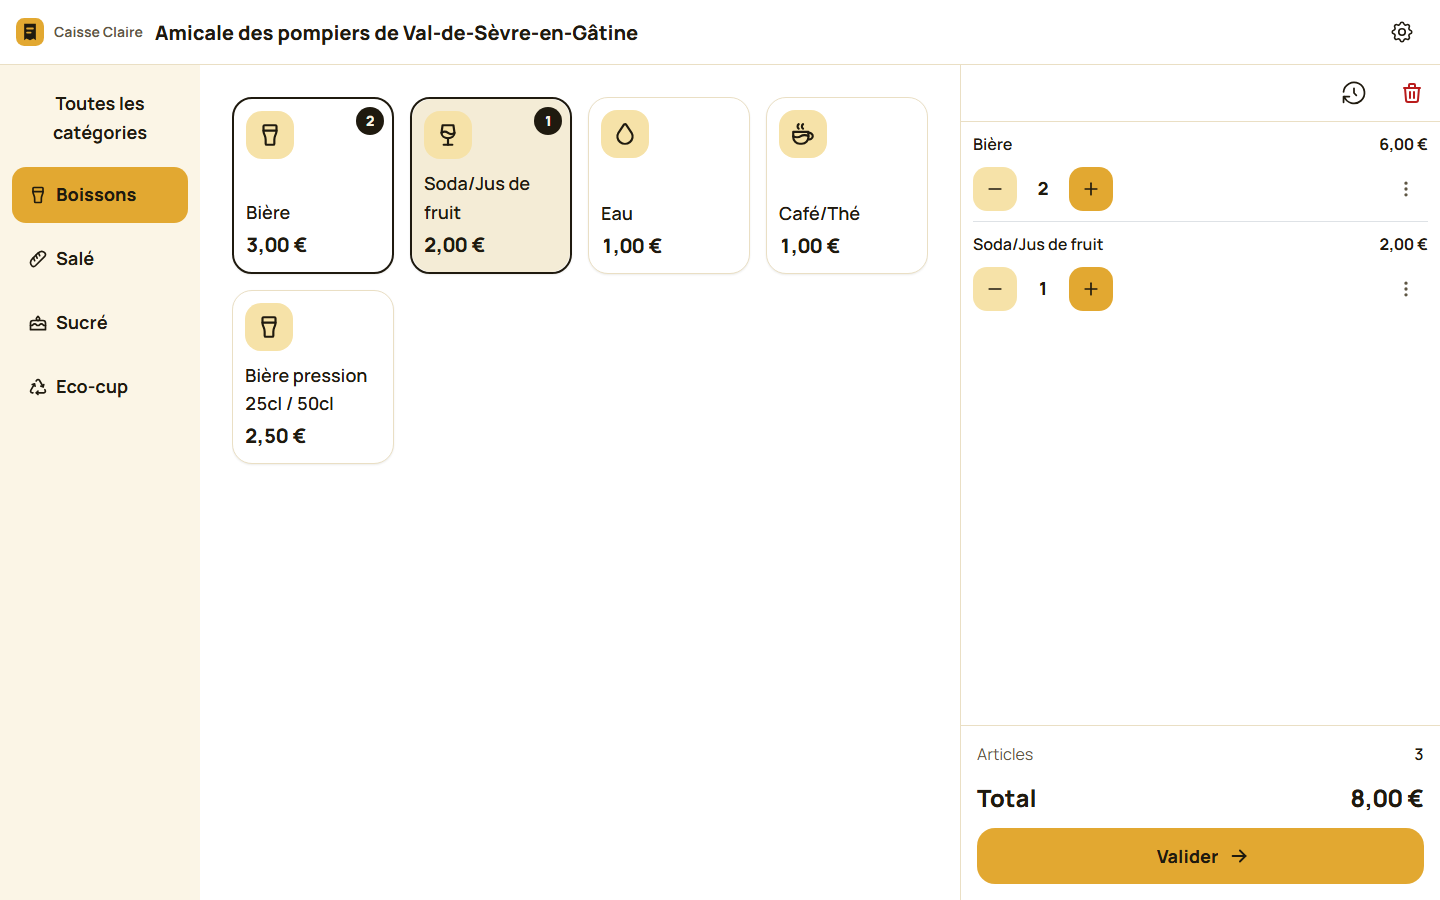 Caisse Claire
Amicale des pompiers de Val-de-Sèvre-en-Gâtine
Toutes les
catégories
Boissons
Salé
Sucré
Eco-cup
2
Bière
3,00 €
1
Soda/Jus de
fruit
2,00 €
Eau
1,00 €
Café/Thé
1,00 €
Bière pression
25cl / 50cl
2,50 €
Bière 6,00 €
2
Soda/Jus de fruit 2,00 €
1
Articles 3
Total 8,00 €
Valider